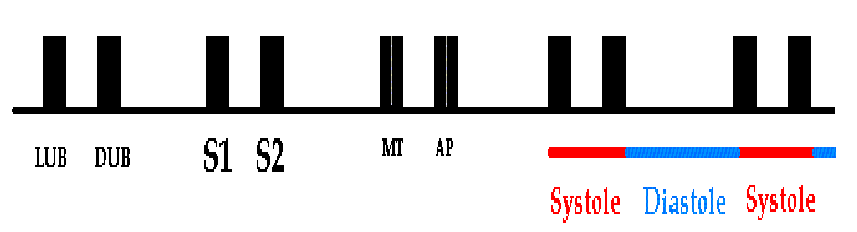 LUB DUB S1 S2 MT AP
Systole Diastole Systole